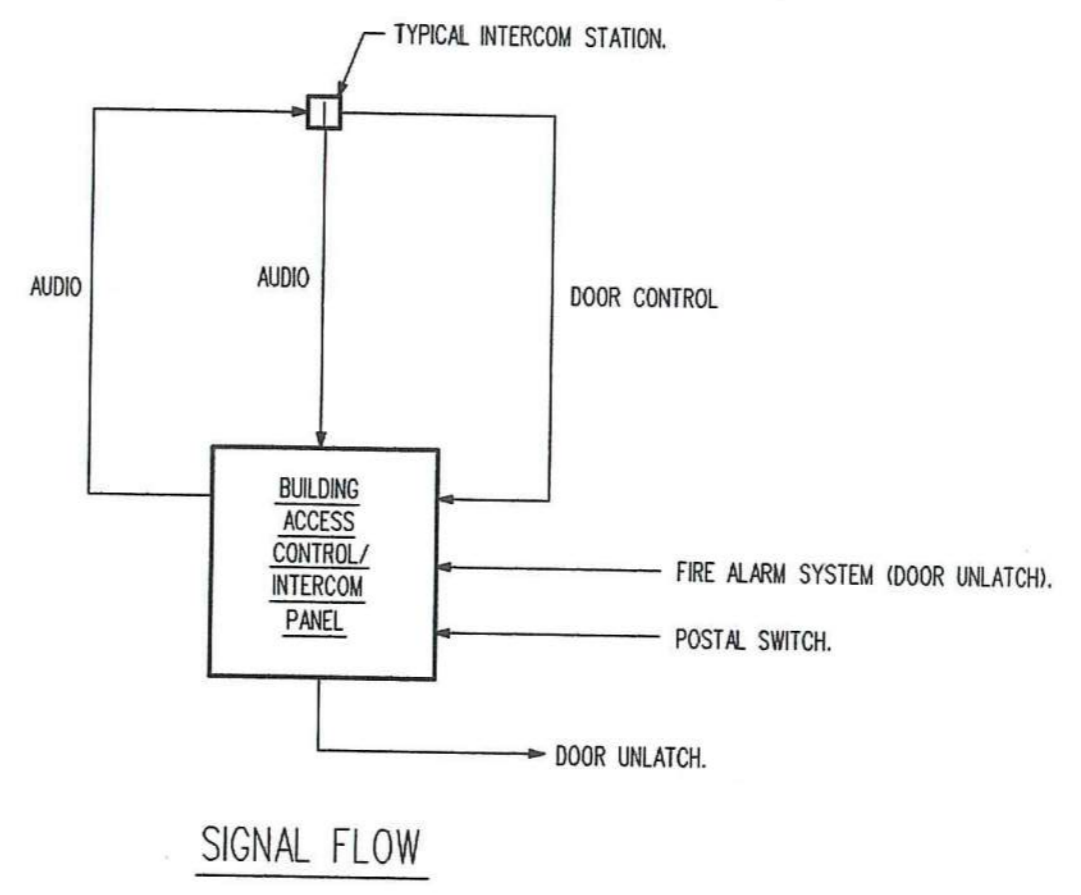 TYPICAL INTERCOM STATION.
I
AUDIO
AUDIO
DOOR CONTROL
BUILDING
ACCESS
CONTROL/
INTERCOM
PANEL
FIRE ALARM SYSTEM (DOOR UNLATCH).
POSTAL SWITCH.
DOOR UNLATCH.
SIGNAL FLOW